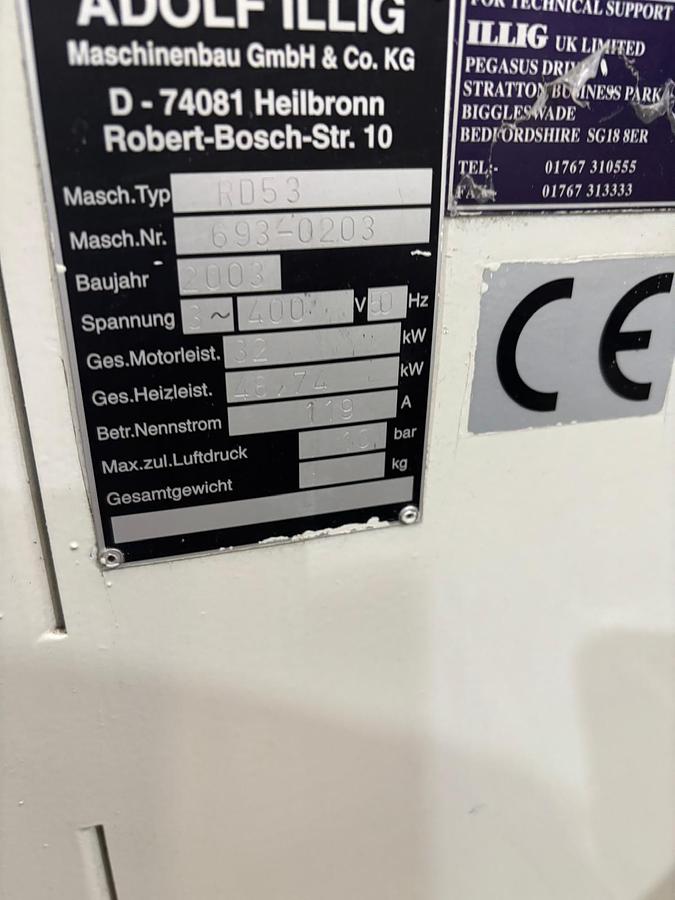 ADOLF ILLIG
Maschinenbau GmbH & Co. KG
D - 74081 Heilbronn
Robert-Bosch-Str. 10
Masch.Typ RD53
Masch.Nr. 693-0203
Baujahr 2003
Spannung 3~ 400 V 50 Hz
Ges.Motorleist. 32 kW
Ges.Heizleist. 48,74 kW
Betr.Nennstrom 119 A
Max.zul.Luftdruck bar
Gesamtgewicht kg
FOR TECHNICAL SUPPORT
ILLIG UK LIMITED
PEGASUS DRIVE
STRATTON BUSINESS PARK
BIGGLESWADE
BEDFORDSHIRE SG18 8ER
TEL:- 01767 310555
FAX:- 01767 313333
CE